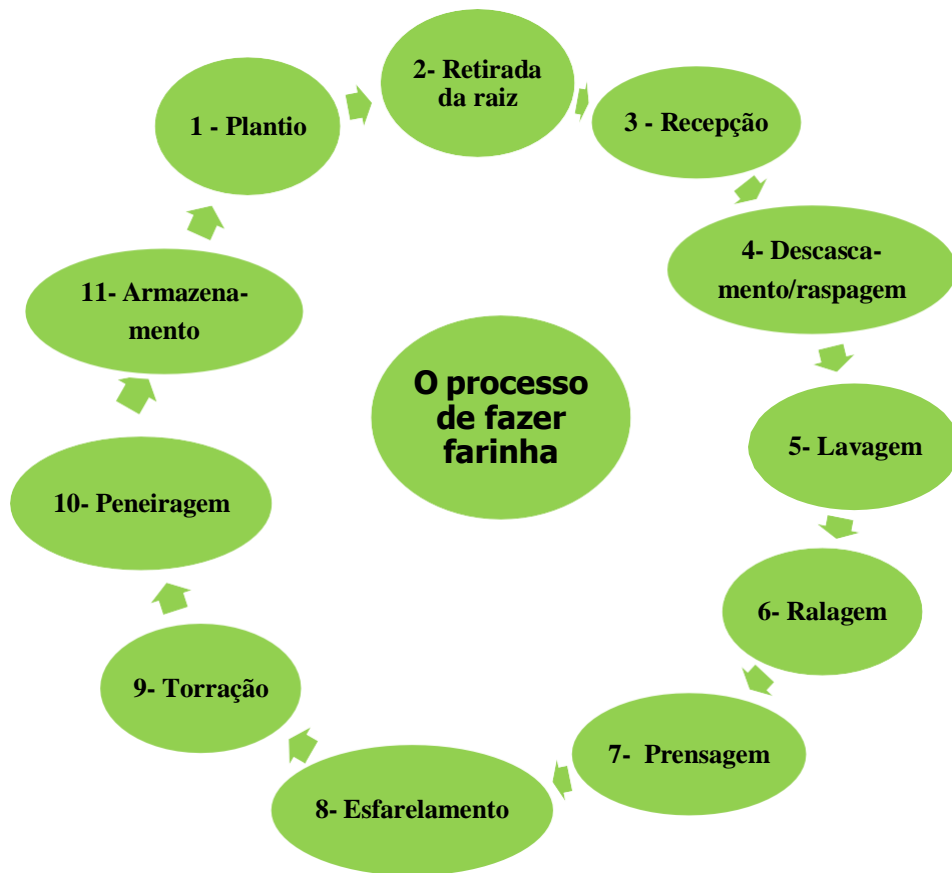 1 - Plantio
2- Retirada
da raiz
3 - Recepção
4- Descasca-
mento/raspagem
5- Lavagem
6- Ralagem
7- Prensagem
8- Esfarelamento
9- Torração
10- Peneiragem
11- Armazena-
mento
O processo
de fazer
farinha